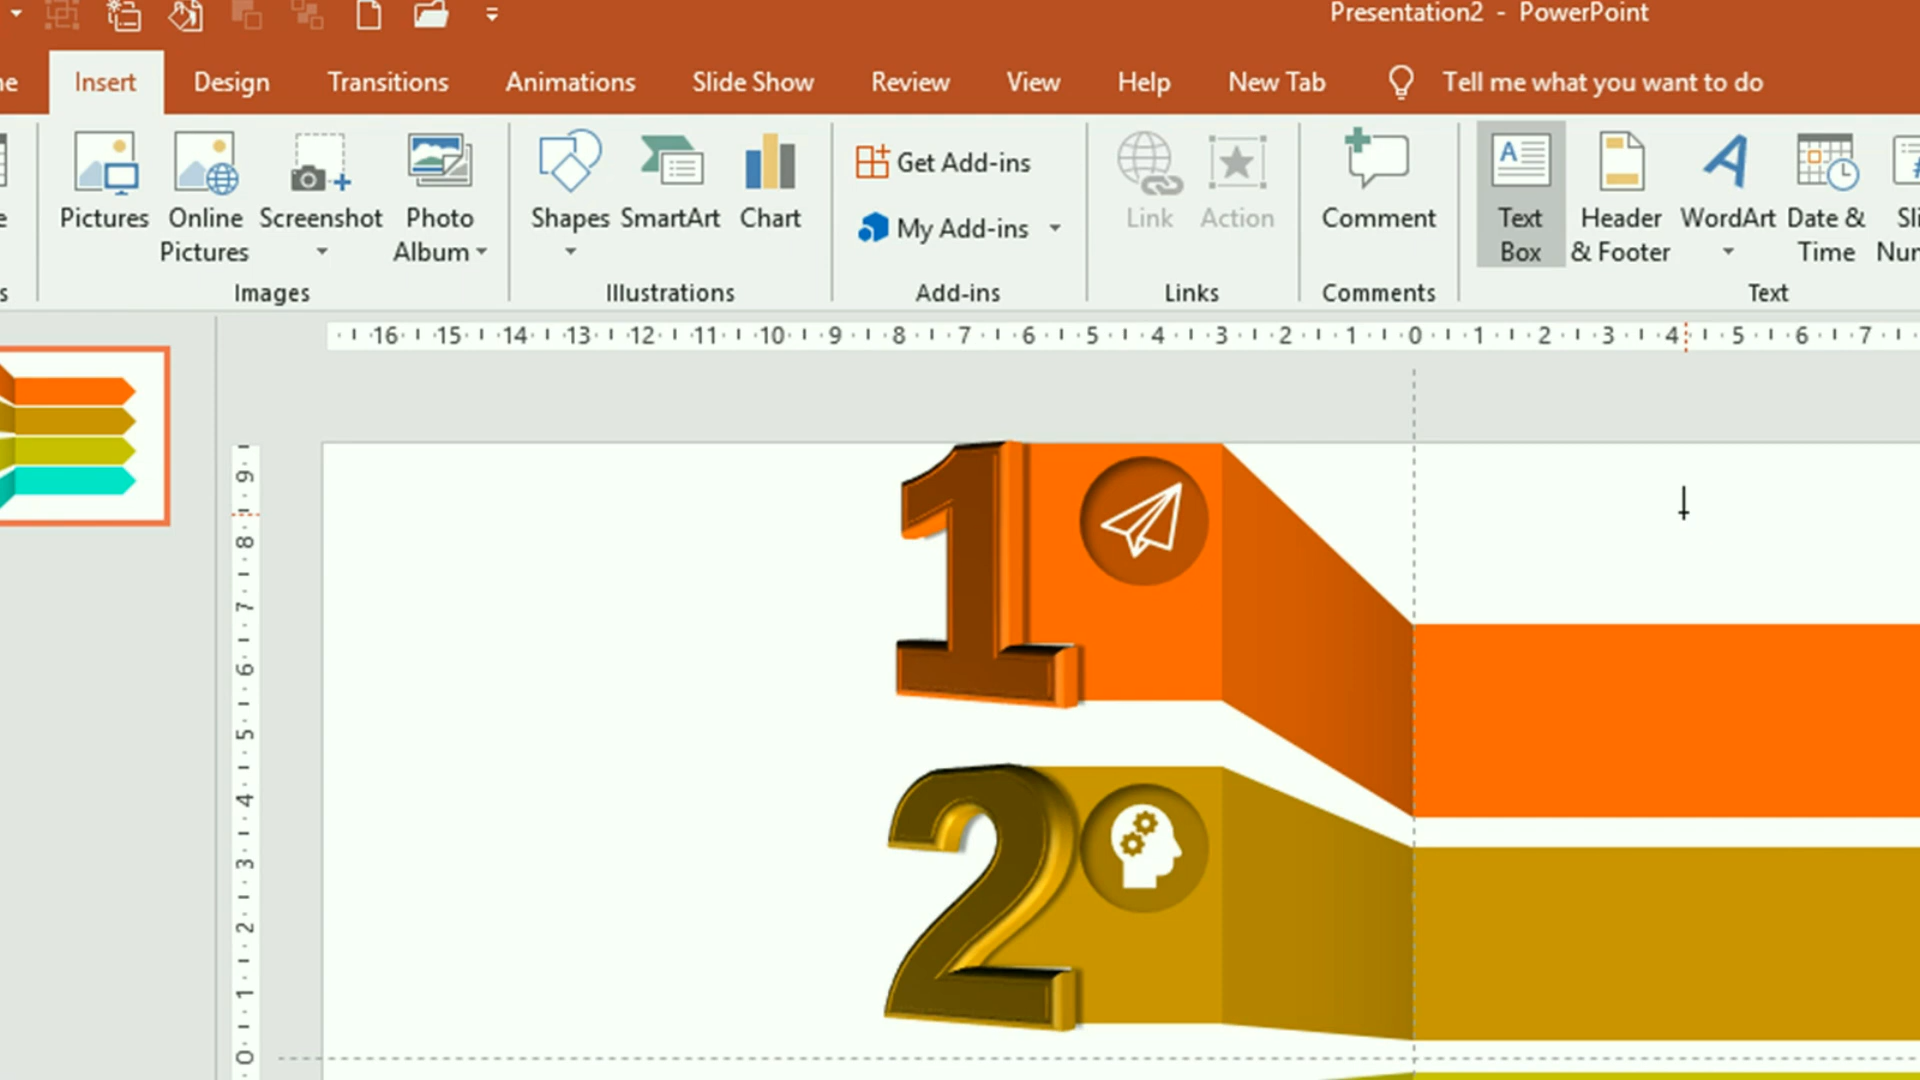 Presentation2 - PowerPoint
ne Insert Design Transitions Animations Slide Show Review View Help New Tab Tell me what you want to do
Pictures Online Pictures Screenshot Photo Album
Images
Shapes SmartArt Chart
Illustrations
Get Add-ins
My Add-ins
Add-ins
Link Action
Links
Comment
Comments
Text Box Header & Footer WordArt Date & Time
Text
16 15 14 13 12 11 10 9 8 7 6 5 4 3 2 1 0 1 2 3 4 5 6 7
9
8
7
6
5
4
3
2
1
0
1
2